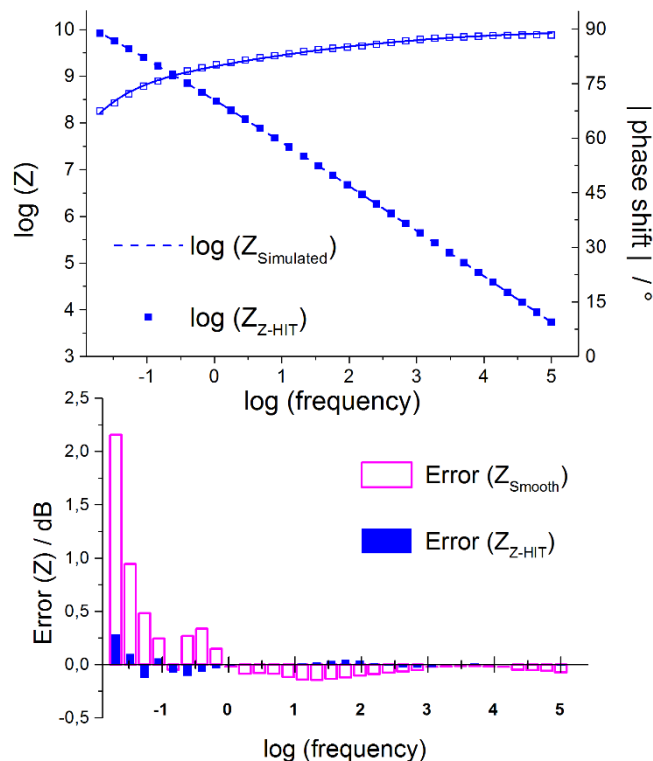 10
9
8
7
6
5
4
3
log (Z)
90
75
60
45
30
15
0
| phase shift | / °
log (Z_Simulated)
log (Z_Z-HIT)
-1 0 1 2 3 4 5
log (frequency)
2,5
2,0
1,5
1,0
0,5
0,0
-0,5
Error (Z) / dB
Error (Z_Smooth)
Error (Z_Z-HIT)
-1 0 1 2 3 4 5
log (frequency)